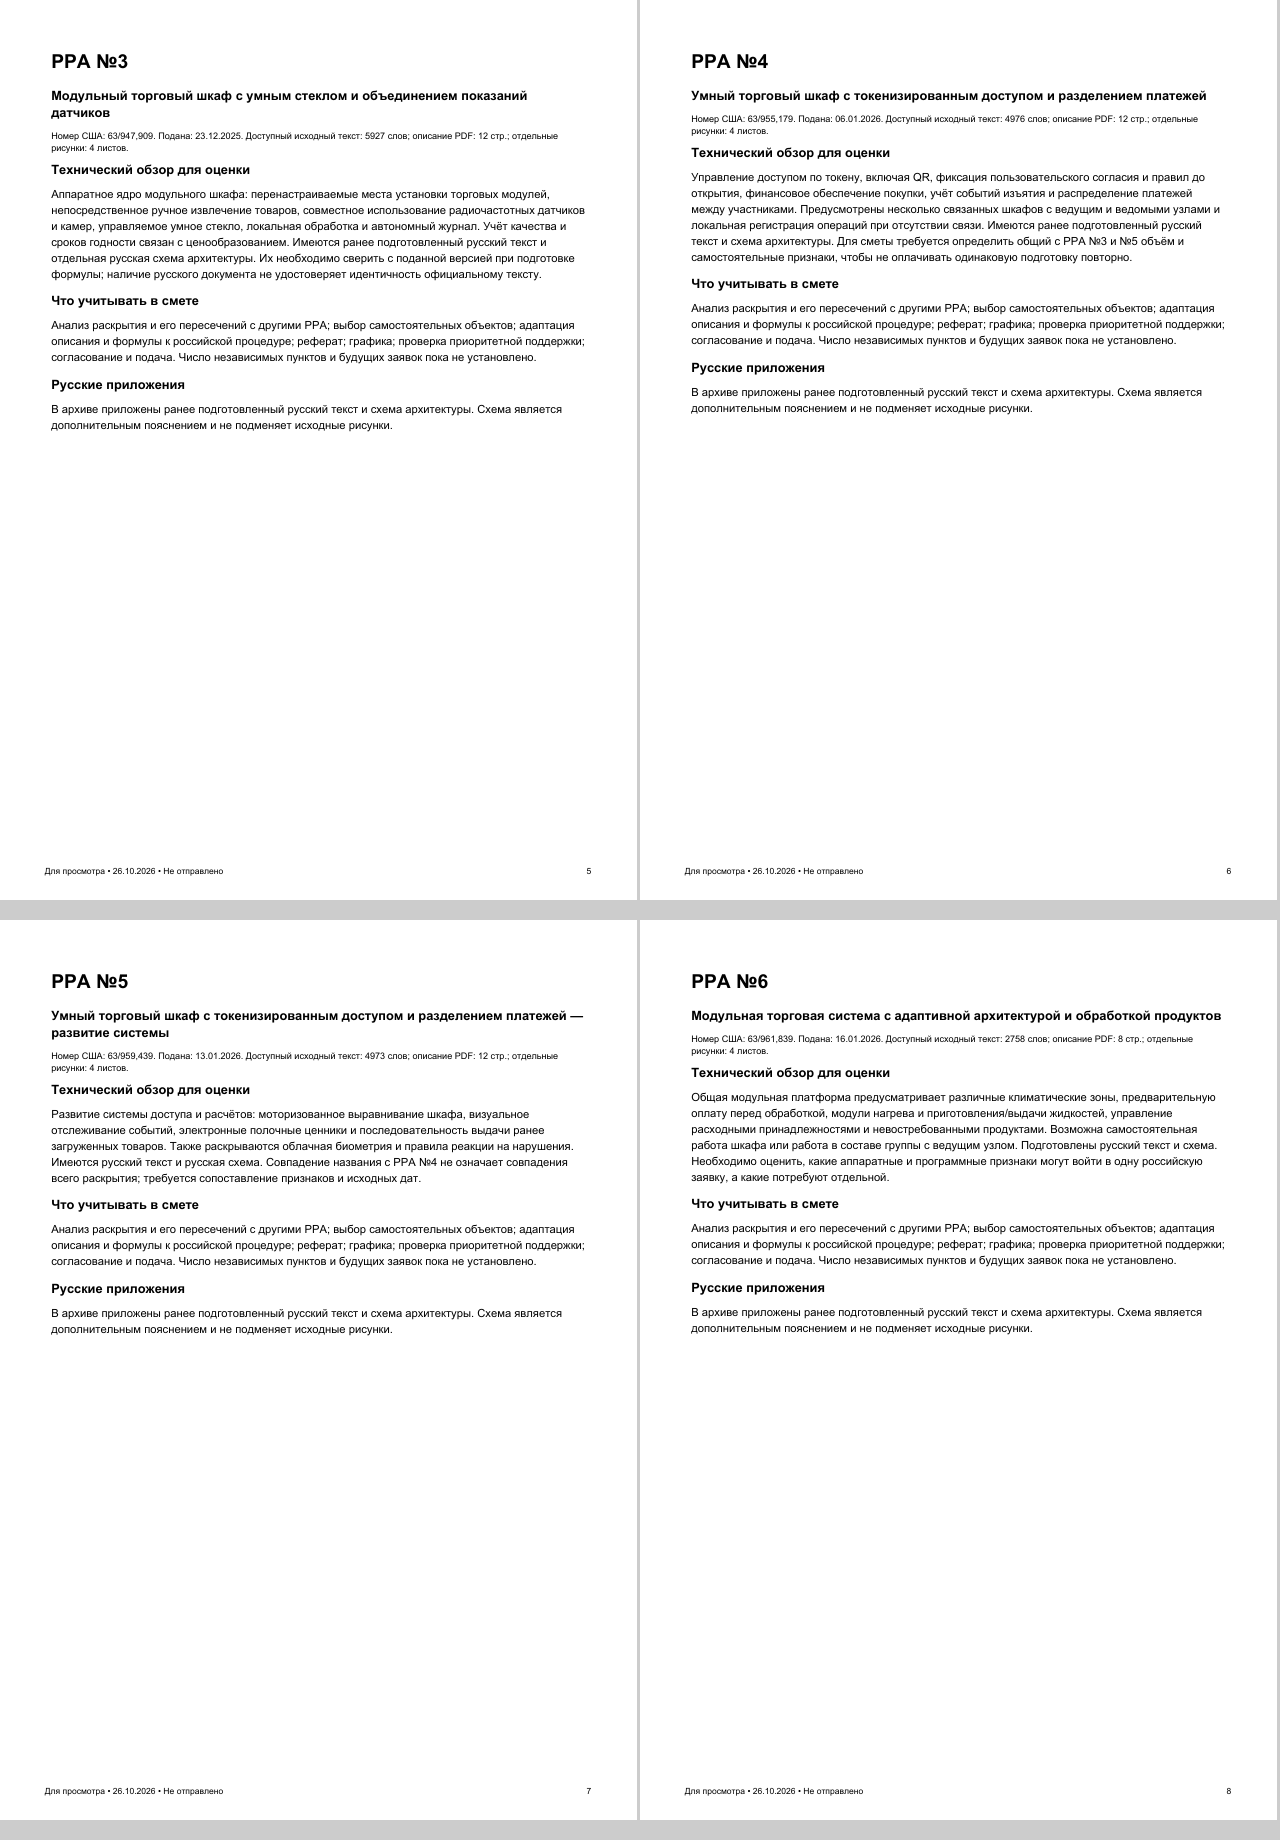 PPA №3
Модульный торговый шкаф с умным стеклом и объединением показаний
датчиков
Номер США: 63/947,909. Подана: 23.12.2025. Доступный исходный текст: 5927 слов; описание PDF: 12 стр.; отдельные
рисунки: 4 листов.
Технический обзор для оценки
Аппаратное ядро модульного шкафа: перенастраиваемые места установки торговых модулей,
непосредственное ручное извлечение товаров, совместное использование радиочастотных датчиков
и камер, управляемое умное стекло, локальная обработка и автономный журнал. Учёт качества и
сроков годности связан с ценообразованием. Имеются ранее подготовленный русский текст и
отдельная русская схема архитектуры. Их необходимо сверить с поданной версией при подготовке
формулы; наличие русского документа не удостоверяет идентичность официальному тексту.
Что учитывать в смете
Анализ раскрытия и его пересечений с другими PPA; выбор самостоятельных объектов; адаптация
описания и формулы к российской процедуре; реферат; графика; проверка приоритетной поддержки;
согласование и подача. Число независимых пунктов и будущих заявок пока не установлено.
Русские приложения
В архиве приложены ранее подготовленный русский текст и схема архитектуры. Схема является
дополнительным пояснением и не подменяет исходные рисунки.
Для просмотра • 26.10.2026 • Не отправлено
5
PPA №4
Умный торговый шкаф с токенизированным доступом и разделением платежей
Номер США: 63/955,179. Подана: 06.01.2026. Доступный исходный текст: 4976 слов; описание PDF: 12 стр.; отдельные
рисунки: 4 листов.
Технический обзор для оценки
Управление доступом по токену, включая QR, фиксация пользовательского согласия и правил до
открытия, финансовое обеспечение покупки, учёт событий изъятия и распределение платежей
между участниками. Предусмотрены несколько связанных шкафов с ведущим и ведомыми узлами и
локальная регистрация операций при отсутствии связи. Имеются ранее подготовленный русский
текст и схема архитектуры. Для сметы требуется определить общий с PPA №3 и №5 объём и
самостоятельные признаки, чтобы не оплачивать одинаковую подготовку повторно.
Что учитывать в смете
Анализ раскрытия и его пересечений с другими PPA; выбор самостоятельных объектов; адаптация
описания и формулы к российской процедуре; реферат; графика; проверка приоритетной поддержки;
согласование и подача. Число независимых пунктов и будущих заявок пока не установлено.
Русские приложения
В архиве приложены ранее подготовленный русский текст и схема архитектуры. Схема является
дополнительным пояснением и не подменяет исходные рисунки.
Для просмотра • 26.10.2026 • Не отправлено
6
PPA №5
Умный торговый шкаф с токенизированным доступом и разделением платежей —
развитие системы
Номер США: 63/959,439. Подана: 13.01.2026. Доступный исходный текст: 4973 слов; описание PDF: 12 стр.; отдельные
рисунки: 4 листов.
Технический обзор для оценки
Развитие системы доступа и расчётов: моторизованное выравнивание шкафа, визуальное
отслеживание событий, электронные полочные ценники и последовательность выдачи ранее
загруженных товаров. Также раскрываются облачная биометрия и правила реакции на нарушения.
Имеются русский текст и русская схема. Совпадение названия с PPA №4 не означает совпадения
всего раскрытия; требуется сопоставление признаков и исходных дат.
Что учитывать в смете
Анализ раскрытия и его пересечений с другими PPA; выбор самостоятельных объектов; адаптация
описания и формулы к российской процедуре; реферат; графика; проверка приоритетной поддержки;
согласование и подача. Число независимых пунктов и будущих заявок пока не установлено.
Русские приложения
В архиве приложены ранее подготовленный русский текст и схема архитектуры. Схема является
дополнительным пояснением и не подменяет исходные рисунки.
Для просмотра • 26.10.2026 • Не отправлено
7
PPA №6
Модульная торговая система с адаптивной архитектурой и обработкой продуктов
Номер США: 63/961,839. Подана: 16.01.2026. Доступный исходный текст: 2758 слов; описание PDF: 8 стр.; отдельные
рисунки: 4 листов.
Технический обзор для оценки
Общая модульная платформа предусматривает различные климатические зоны, предварительную
оплату перед обработкой, модули нагрева и приготовления/выдачи жидкостей, управление
расходными принадлежностями и невостребованными продуктами. Возможна самостоятельная
работа шкафа или работа в составе группы с ведущим узлом. Подготовлены русский текст и схема.
Необходимо оценить, какие аппаратные и программные признаки могут войти в одну российскую
заявку, а какие потребуют отдельной.
Что учитывать в смете
Анализ раскрытия и его пересечений с другими PPA; выбор самостоятельных объектов; адаптация
описания и формулы к российской процедуре; реферат; графика; проверка приоритетной поддержки;
согласование и подача. Число независимых пунктов и будущих заявок пока не установлено.
Русские приложения
В архиве приложены ранее подготовленный русский текст и схема архитектуры. Схема является
дополнительным пояснением и не подменяет исходные рисунки.
Для просмотра • 26.10.2026 • Не отправлено
8